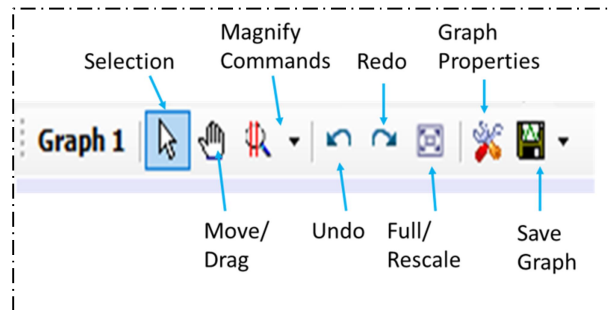 Magnify
Commands
Graph
Properties
Selection
Redo
Graph 1
Move/
Drag
Undo
Full/
Rescale
Save
Graph